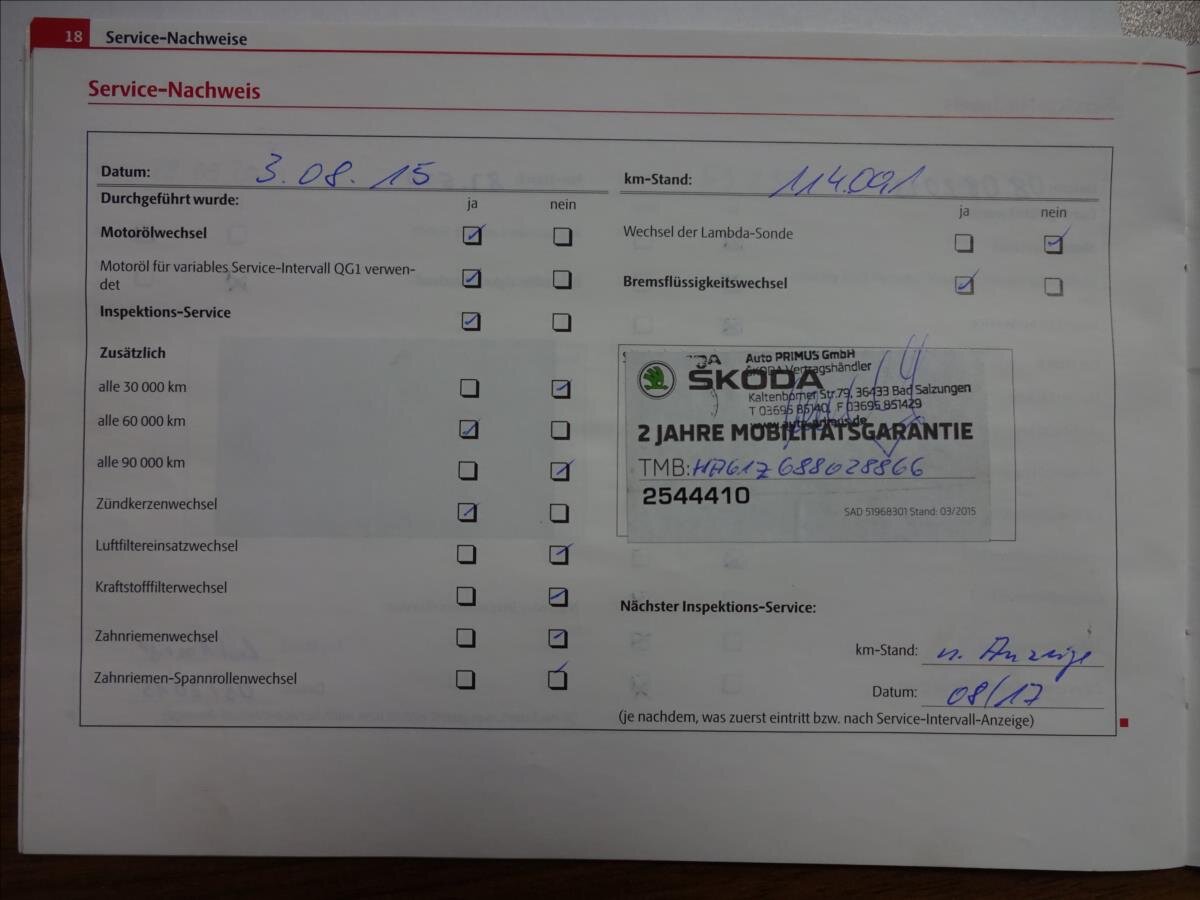 18 Service-Nachweise
Service-Nachweis
Datum: 3.08.15
Durchgeführt wurde: ja nein
Motorölwechsel
Motoröl für variables Service-Intervall QG1 verwen-
det
Inspektions-Service
Zusätzlich
alle 30 000 km
alle 60 000 km
alle 90 000 km
Zündkerzenwechsel
Luftfiltereinsatzwechsel
Kraftstofffilterwechsel
Zahnriemenwechsel
Zahnriemen-Spannrollenwechsel
km-Stand: 114.091
ja nein
Wechsel der Lambda-Sonde
Bremsflüssigkeitswechsel
Auto PRIMUS GmbH
ŠKODA Vertragshändler
ŠKODA
Kaltenborner Str.79, 36433 Bad Salzungen
T 03695 85140, F 03695 851429
www.autoprimus.de
2 JAHRE MOBILITÄTSGARANTIE
TMB:
2544410
SAD 51968301 Stand: 03/2015
Nächster Inspektions-Service:
km-Stand: n. Anzeige
Datum: 08/17
(je nachdem, was zuerst eintritt bzw. nach Service-Intervall-Anzeige)